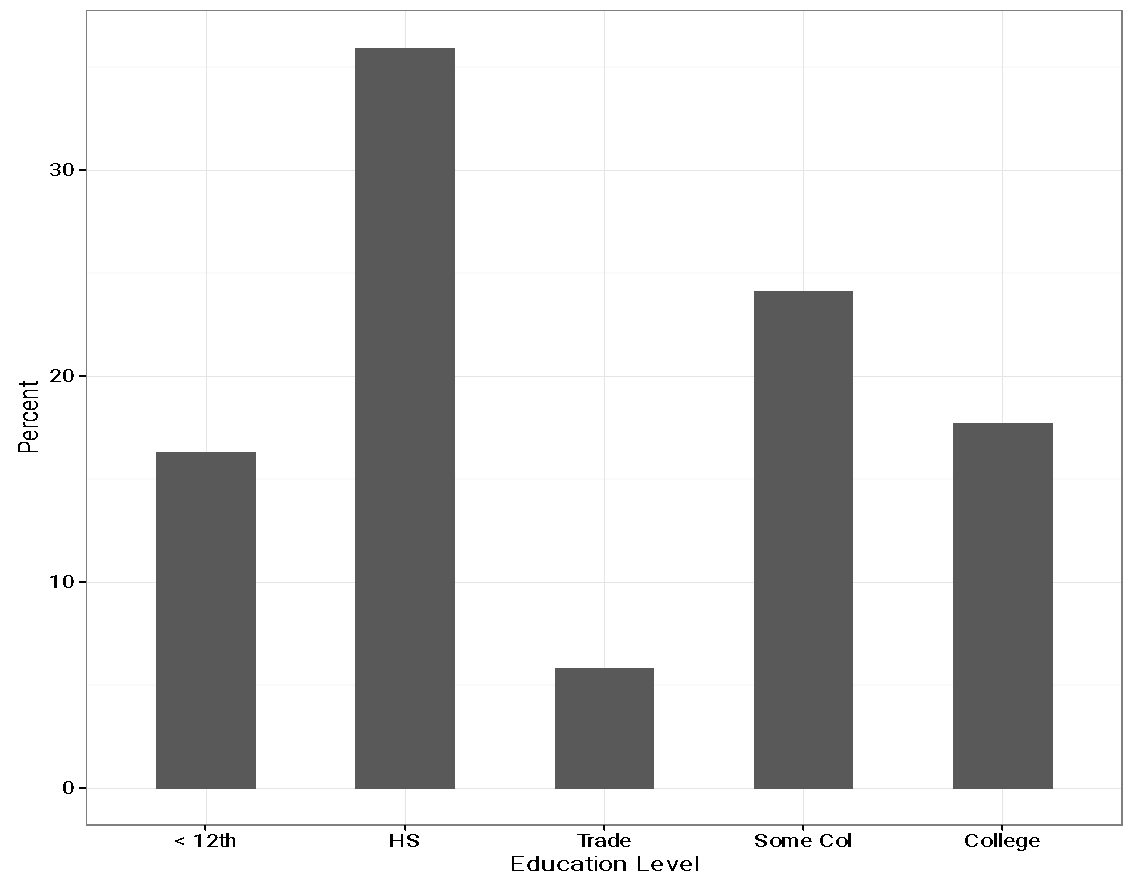 30
20
10
0
Percent
< 12th
HS
Trade
Some Col
College
Education Level